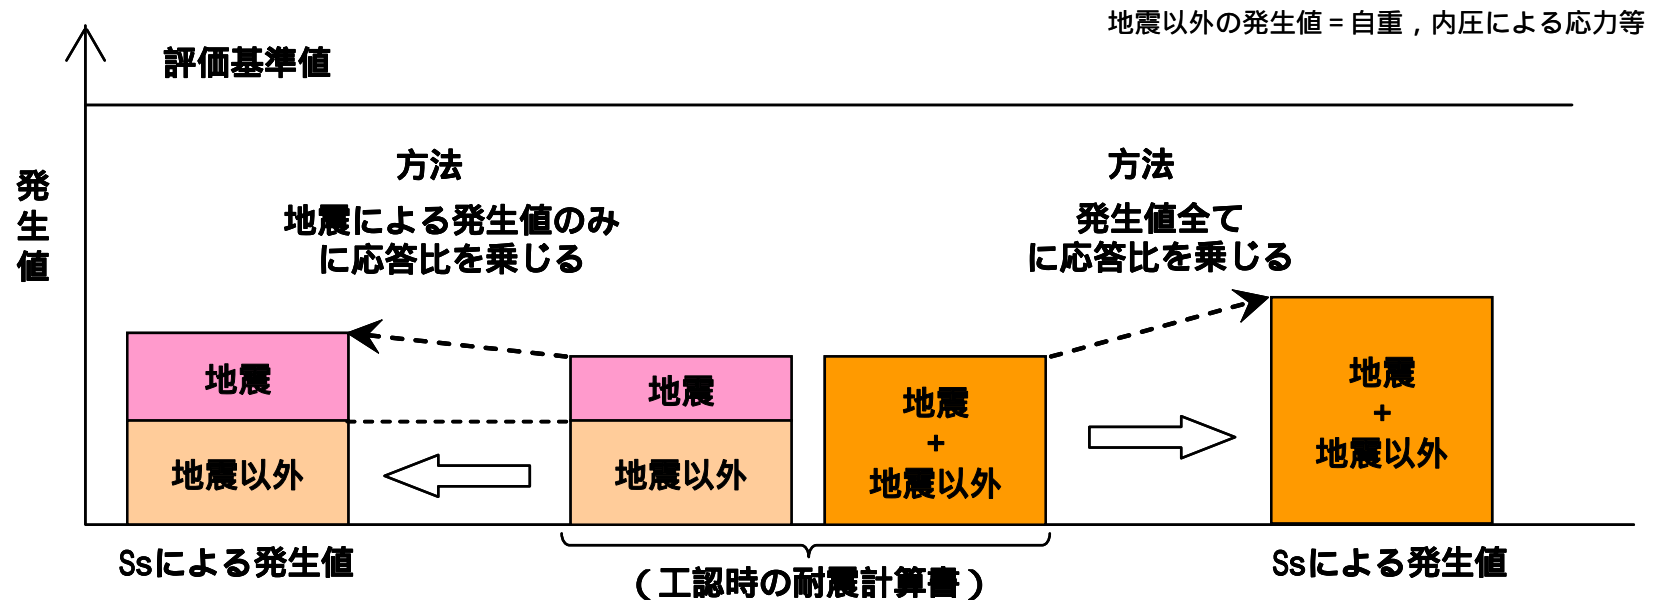 地震以外の発生値＝自重，内圧による応力等
評価基準値
発生値
方法
地震による発生値のみ
に応答比を乗じる
方法
発生値全て
に応答比を乗じる
地震
地震以外
地震
地震以外
地震
+
地震以外
地震
+
地震以外
Ssによる発生値
（工認時の耐震計算書）
Ssによる発生値